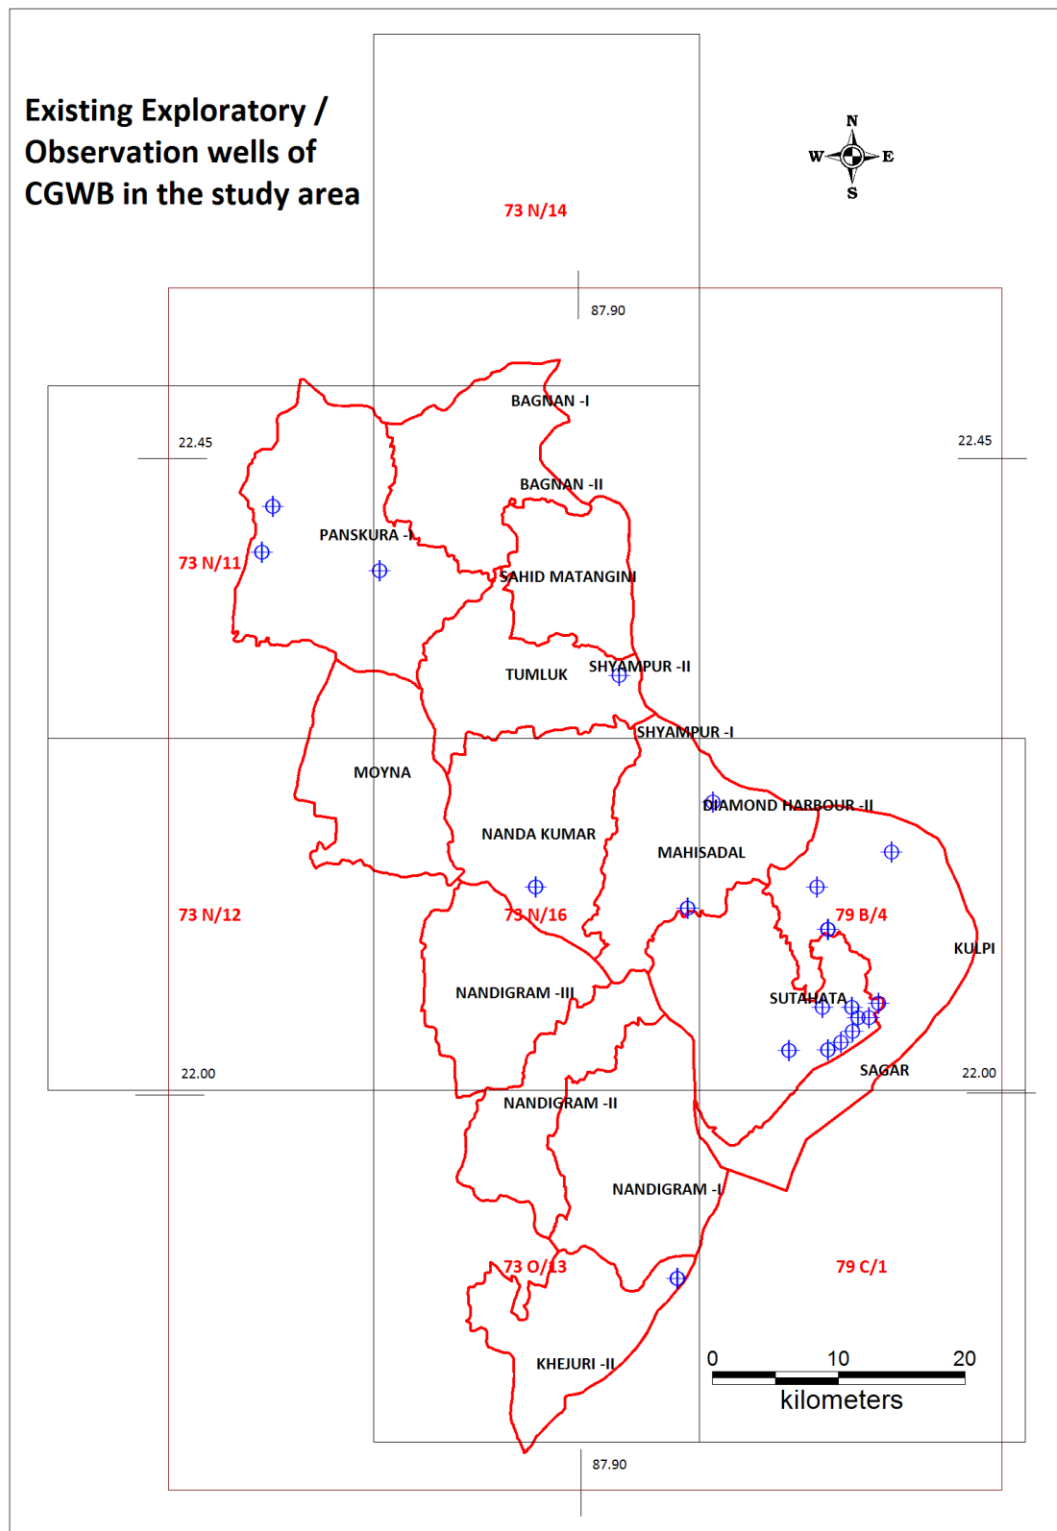 Existing Exploratory /
Observation wells of
CGWB in the study area
N
W E
S
73 N/14
87.90
BAGNAN -I
22.45
22.45
BAGNAN -II
PANSKURA -I
73 N/11
SAHID MATANGINI
SHYAMPUR -II
TUMLUK
SHYAMPUR -I
MOYNA
DIAMOND HARBOUR -II
NANDA KUMAR
MAHISADAL
73 N/12
73 N/16
79 B/4
KULPI
NANDIGRAM -III
SUTAHATA
SAGAR
22.00
22.00
NANDIGRAM -II
NANDIGRAM -I
73 O/13
79 C/1
KHEJURI -II
0 10 20
kilometers
87.90